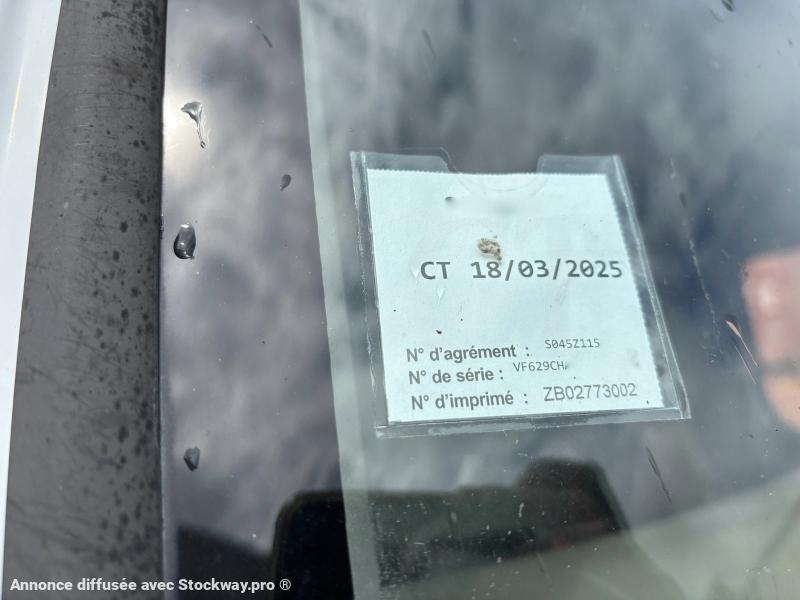 CT 18/03/2025
N° d'agrément : S045Z115
N° de série : VF629CH
N° d'imprimé : ZB02773002
Annonce diffusée avec Stockway.pro ®